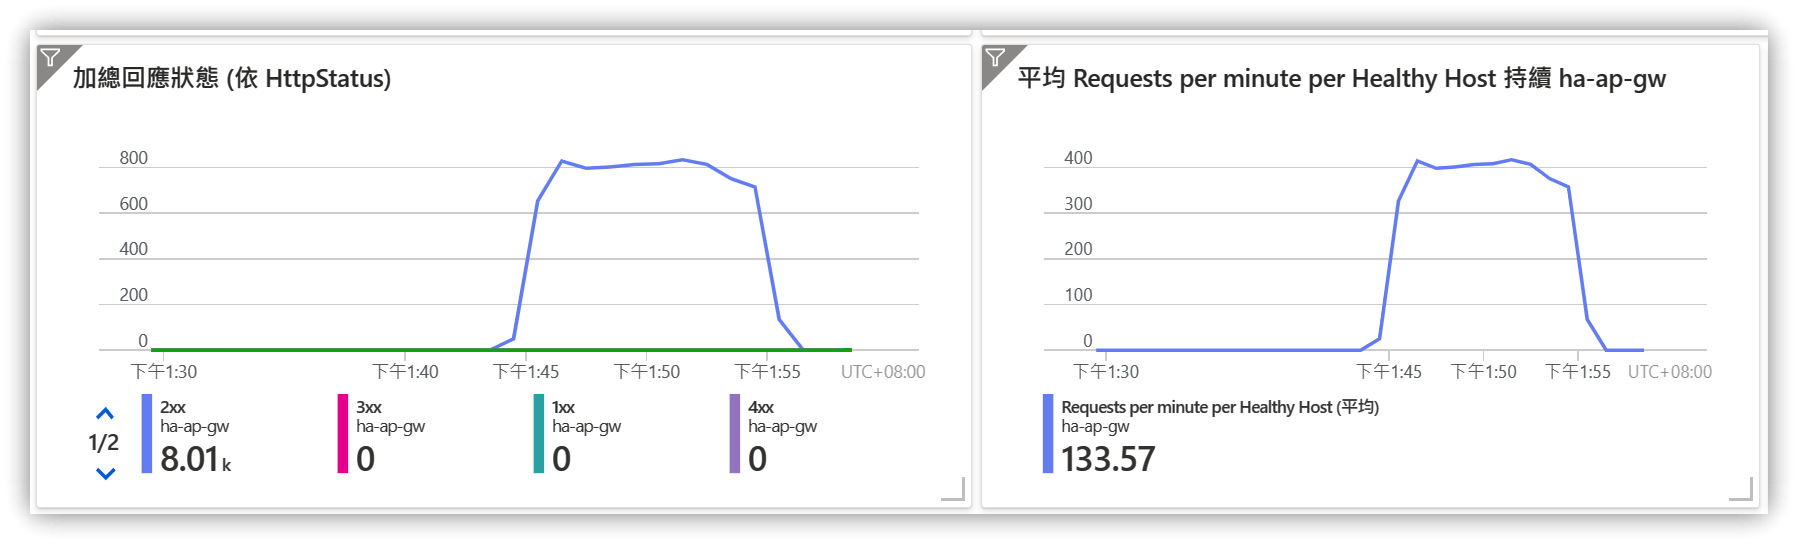 加總回應狀態 (依 HttpStatus)
800
600
400
200
0
下午1:30
下午1:40
下午1:45
下午1:50
下午1:55
UTC+08:00
1/2
2xx
ha-ap-gw
8.01 k
3xx
ha-ap-gw
0
1xx
ha-ap-gw
0
4xx
ha-ap-gw
0
平均 Requests per minute per Healthy Host 持續 ha-ap-gw
400
300
200
100
0
下午1:30
下午1:45
下午1:50
下午1:55
UTC+08:00
Requests per minute per Healthy Host (平均)
ha-ap-gw
133.57